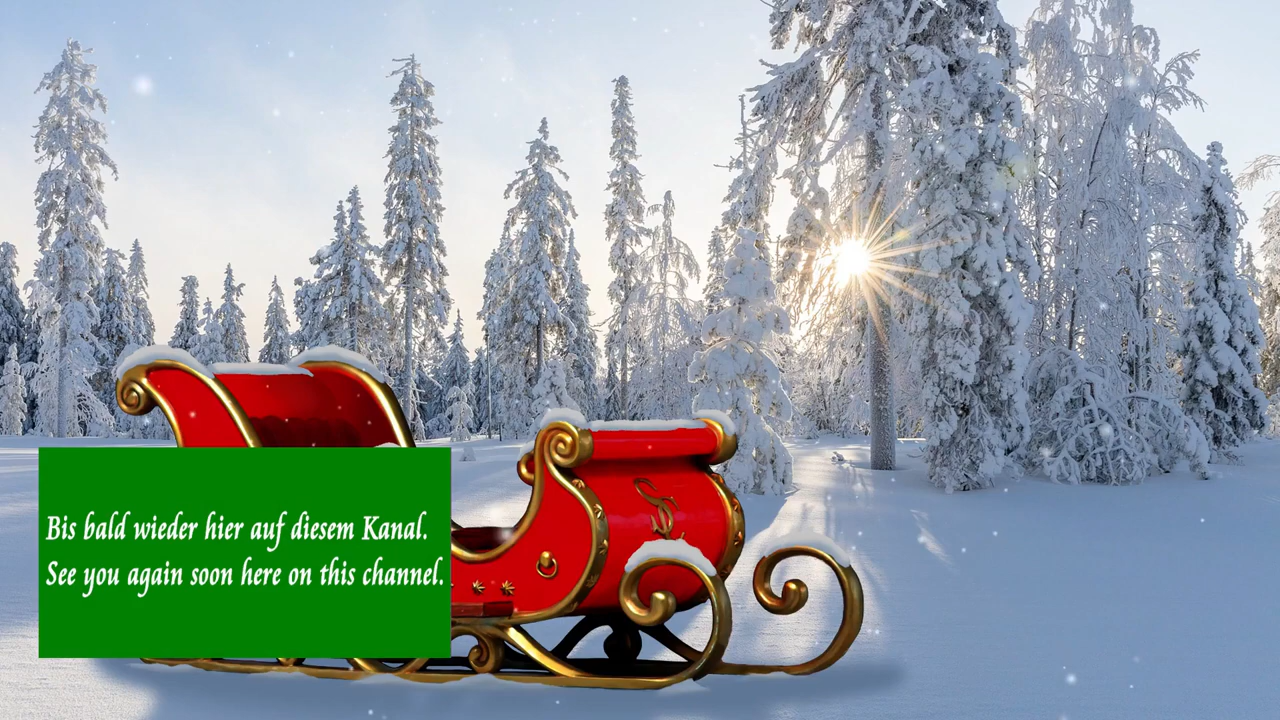 Bis bald wieder hier auf diesem Kanal.
See you again soon here on this channel.